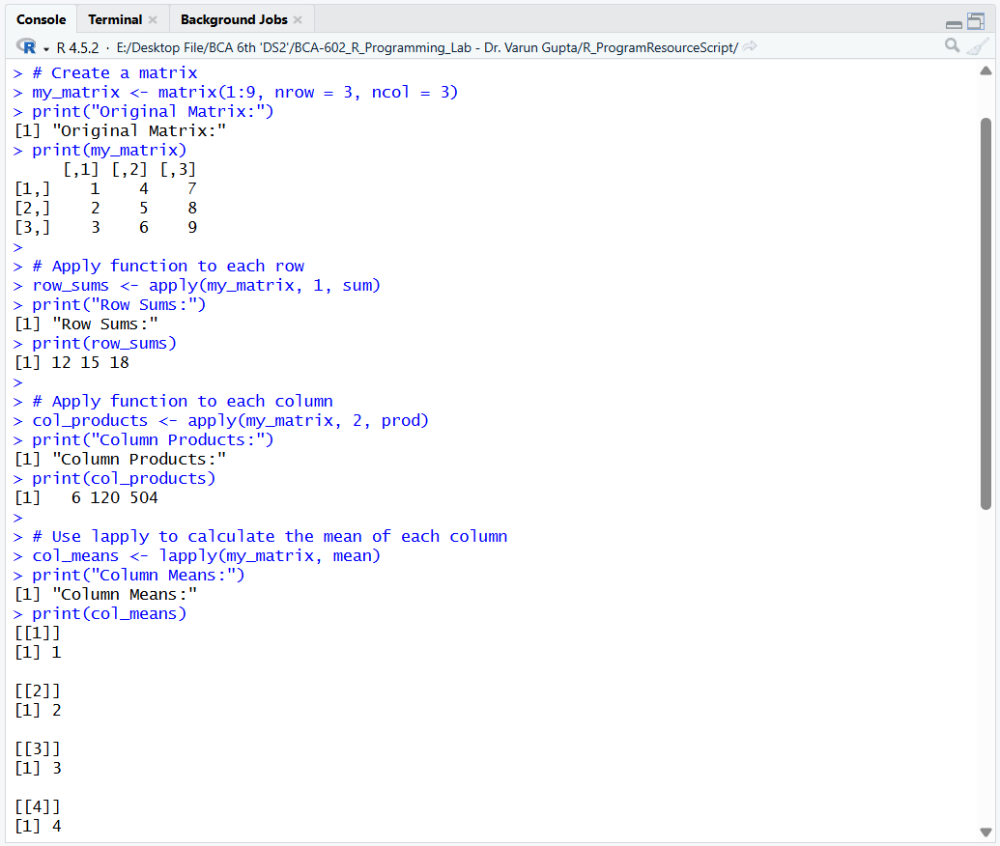 Console Terminal Background Jobs
R R 4.5.2 · E:/Desktop File/BCA 6th 'DS2'/BCA-602_R_Programming_Lab - Dr. Varun Gupta/R_ProgramResourceScript/
> # Create a matrix
> my_matrix <- matrix(1:9, nrow = 3, ncol = 3)
> print("Original Matrix:")
[1] "Original Matrix:"
> print(my_matrix)
     [,1] [,2] [,3]
[1,]    1    4    7
[2,]    2    5    8
[3,]    3    6    9
>
> # Apply function to each row
> row_sums <- apply(my_matrix, 1, sum)
> print("Row Sums:")
[1] "Row Sums:"
> print(row_sums)
[1] 12 15 18
>
> # Apply function to each column
> col_products <- apply(my_matrix, 2, prod)
> print("Column Products:")
[1] "Column Products:"
> print(col_products)
[1]   6 120 504
>
> # Use lapply to calculate the mean of each column
> col_means <- lapply(my_matrix, mean)
> print("Column Means:")
[1] "Column Means:"
> print(col_means)
[[1]]
[1] 1

[[2]]
[1] 2

[[3]]
[1] 3

[[4]]
[1] 4